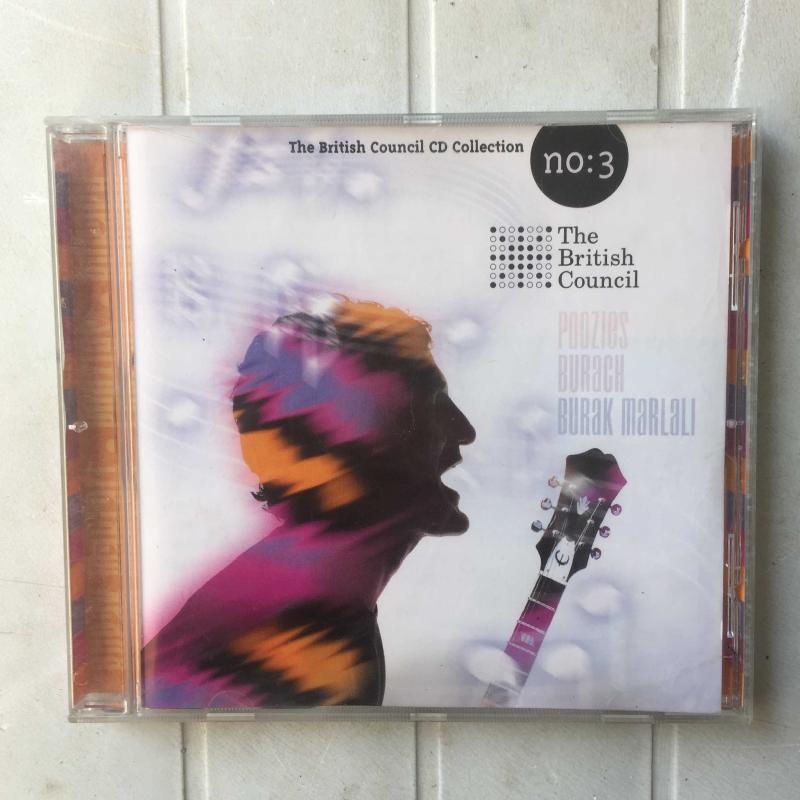 The British Council CD Collection
no:3
The
British
Council
POOZIES
BURACH
BURAK MARLALI